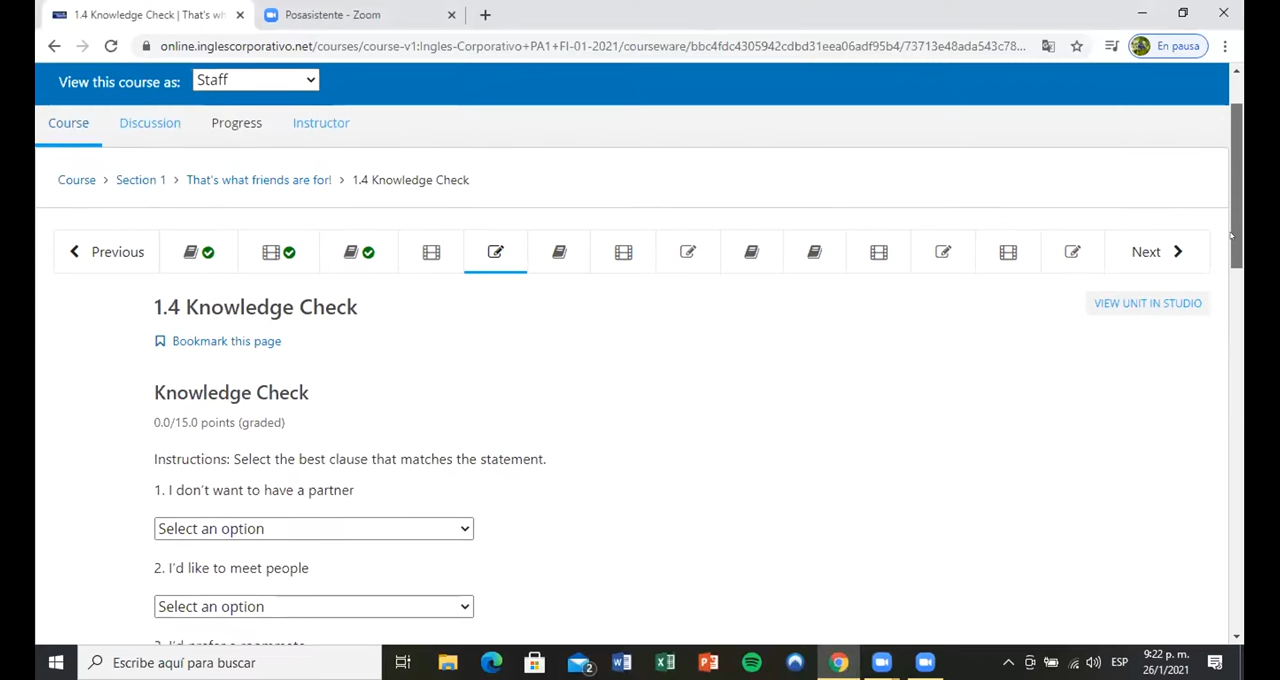 1.4 Knowledge Check | That's wh
Posasistente - Zoom
online.inglescorporativo.net/courses/course-v1:Ingles-Corporativo+PA1+FI-01-2021/courseware/bbc4fdc4305942cdbd31eea06adf95b4/73713e48ada543c78...
En pausa
View this course as: Staff
Course Discussion Progress Instructor
Course > Section 1 > That's what friends are for! > 1.4 Knowledge Check
Previous Next
1.4 Knowledge Check
VIEW UNIT IN STUDIO
Bookmark this page
Knowledge Check
0.0/15.0 points (graded)
Instructions: Select the best clause that matches the statement.
1. I don't want to have a partner
Select an option
2. I'd like to meet people
Select an option
3. I'd prefer a roommate
Escribe aquí para buscar
2
ESP
9:22 p. m.
26/1/2021